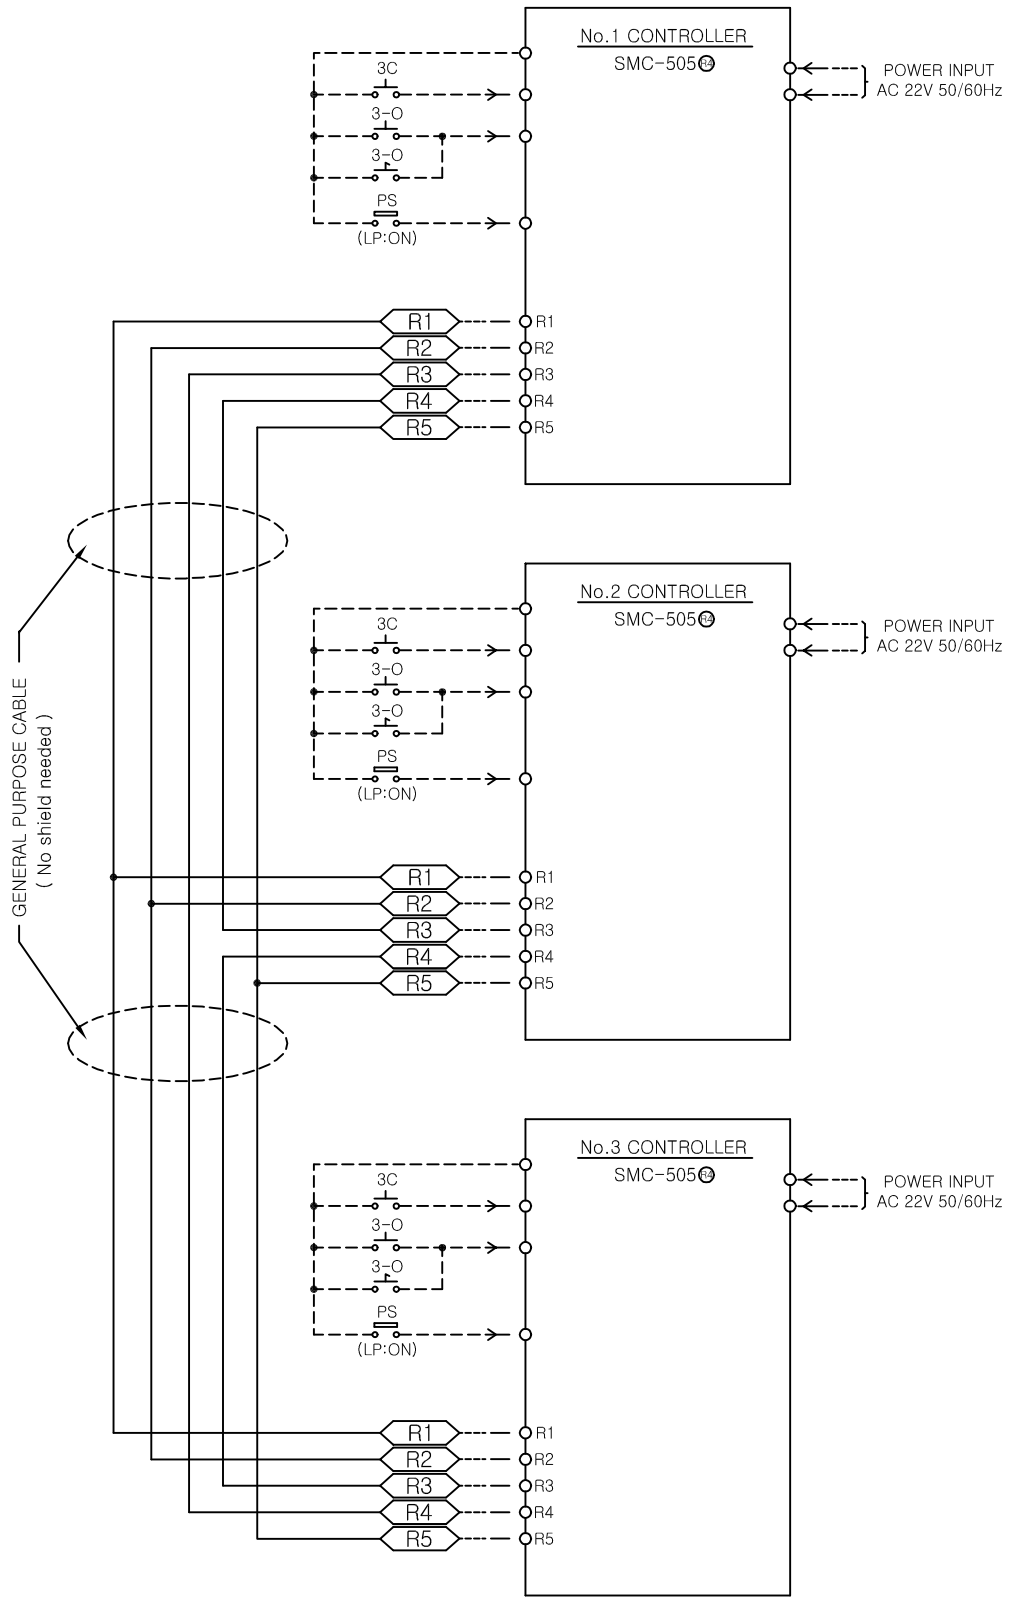 No.1 CONTROLLER
SMC-505 R4
POWER INPUT
AC 22V 50/60Hz
3C
3-O
3-O
PS
(LP:ON)
R1 R1
R2 R2
R3 R3
R4 R4
R5 R5
GENERAL PURPOSE CABLE
( No shield needed )
No.2 CONTROLLER
SMC-505 R4
POWER INPUT
AC 22V 50/60Hz
3C
3-O
3-O
PS
(LP:ON)
R1 R1
R2 R2
R3 R3
R4 R4
R5 R5
No.3 CONTROLLER
SMC-505 R4
POWER INPUT
AC 22V 50/60Hz
3C
3-O
3-O
PS
(LP:ON)
R1 R1
R2 R2
R3 R3
R4 R4
R5 R5